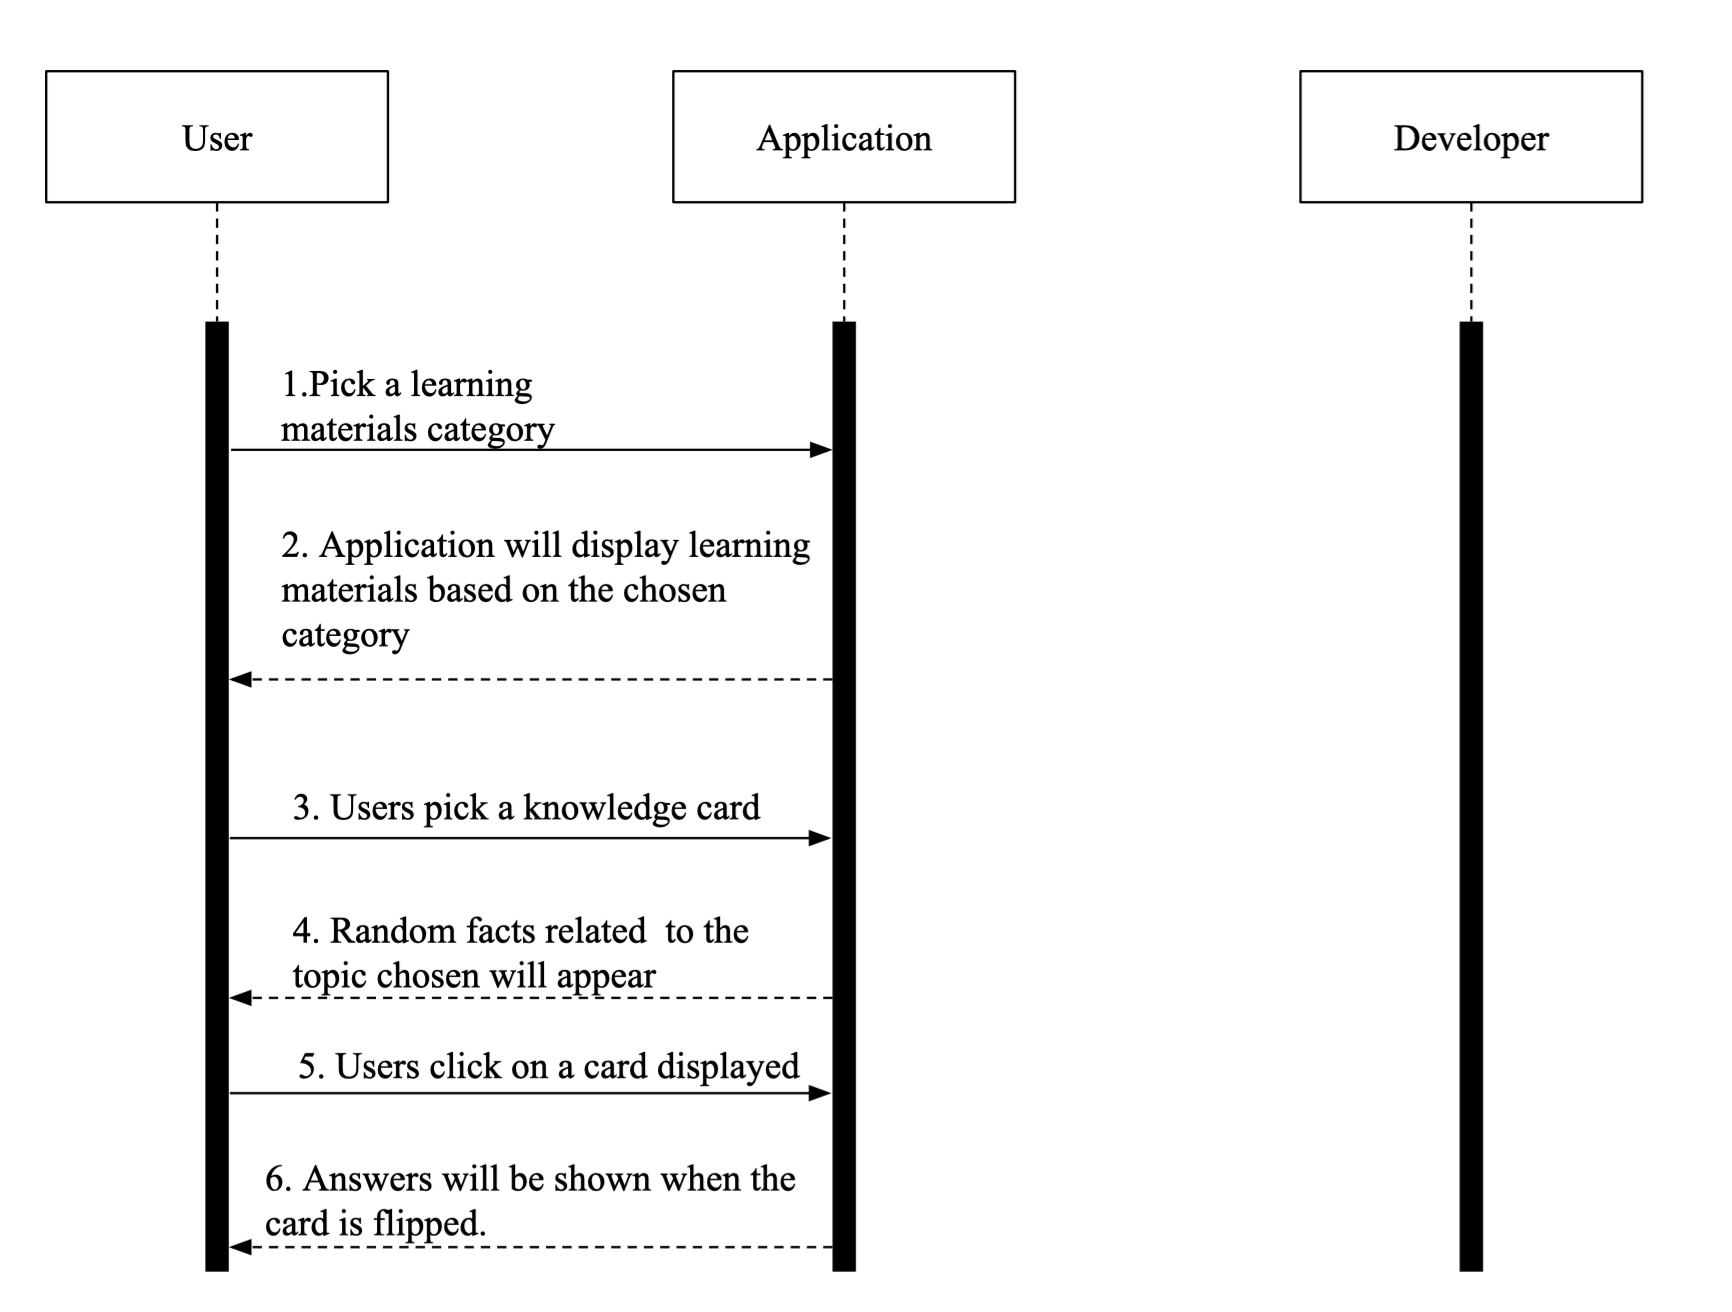 User
Application
Developer
1.Pick a learning
materials category
2. Application will display learning
materials based on the chosen
category
3. Users pick a knowledge card
4. Random facts related  to the
topic chosen will appear
5. Users click on a card displayed
6. Answers will be shown when the
card is flipped.